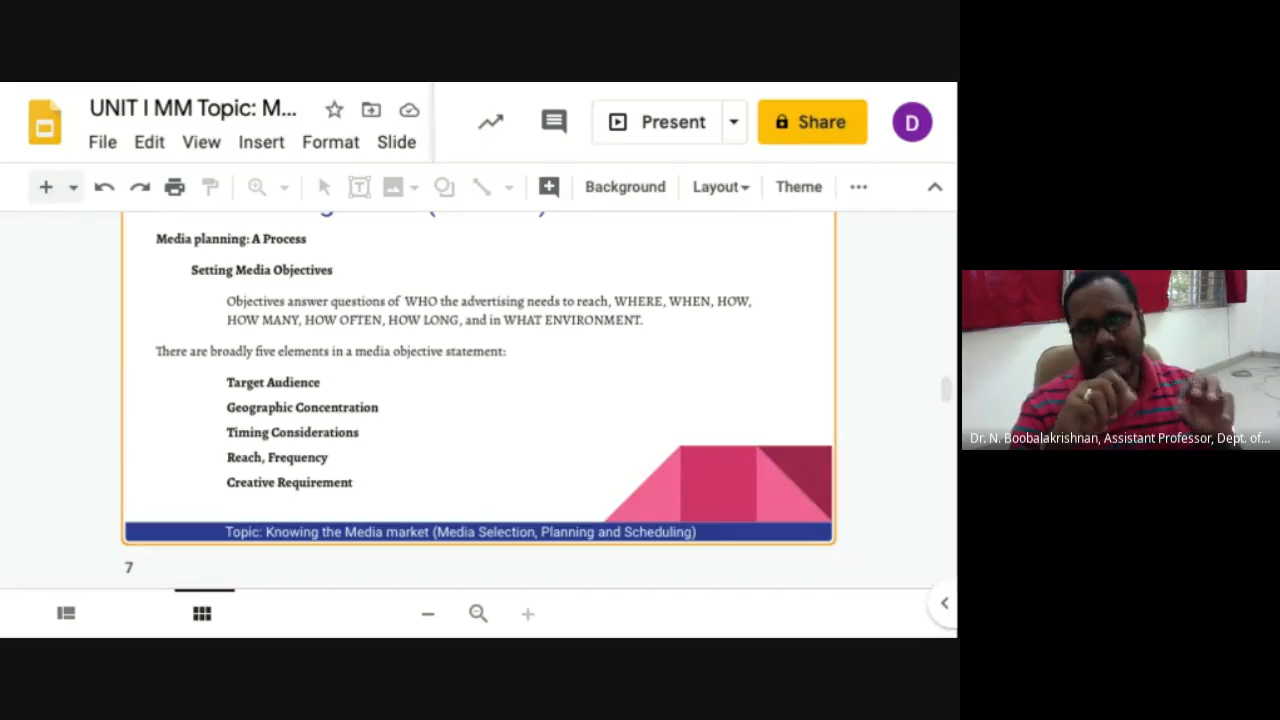 UNIT I MM Topic: M...
File Edit View Insert Format Slide
Present
Share
D
Background Layout Theme
Media planning: A Process
Setting Media Objectives
Objectives answer questions of WHO the advertising needs to reach, WHERE, WHEN, HOW,
HOW MANY, HOW OFTEN, HOW LONG, and in WHAT ENVIRONMENT.
There are broadly five elements in a media objective statement:
Target Audience
Geographic Concentration
Timing Considerations
Reach, Frequency
Creative Requirement
Topic: Knowing the Media market (Media Selection, Planning and Scheduling)
7
Dr. N. Boobalakrishnan, Assistant Professor, Dept. of...